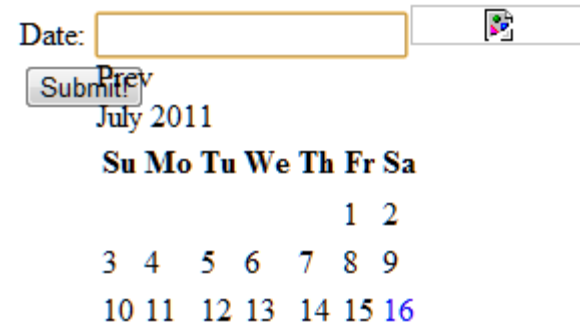 Date:
Submit! Prev
July 2011
Su Mo Tu We Th Fr Sa
1 2
3 4 5 6 7 8 9
10 11 12 13 14 15 16